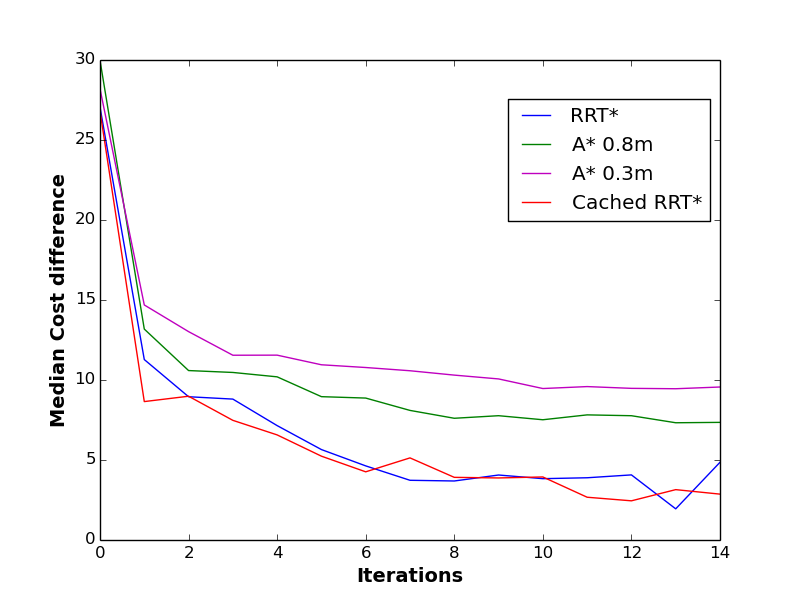 30
25
20
15
10
5
0
Median Cost difference
RRT*
A* 0.8m
A* 0.3m
Cached RRT*
0 2 4 6 8 10 12 14
Iterations